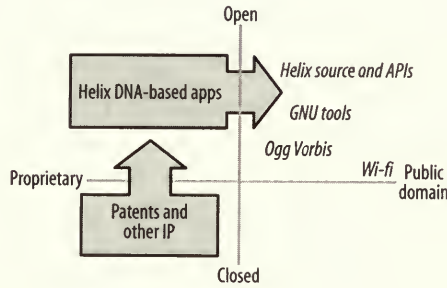 Open
Helix DNA-based apps
Helix source and APIs
GNU tools
Ogg Vorbis
Proprietary
Wi-fi
Public
domain
Patents and
other IP
Closed